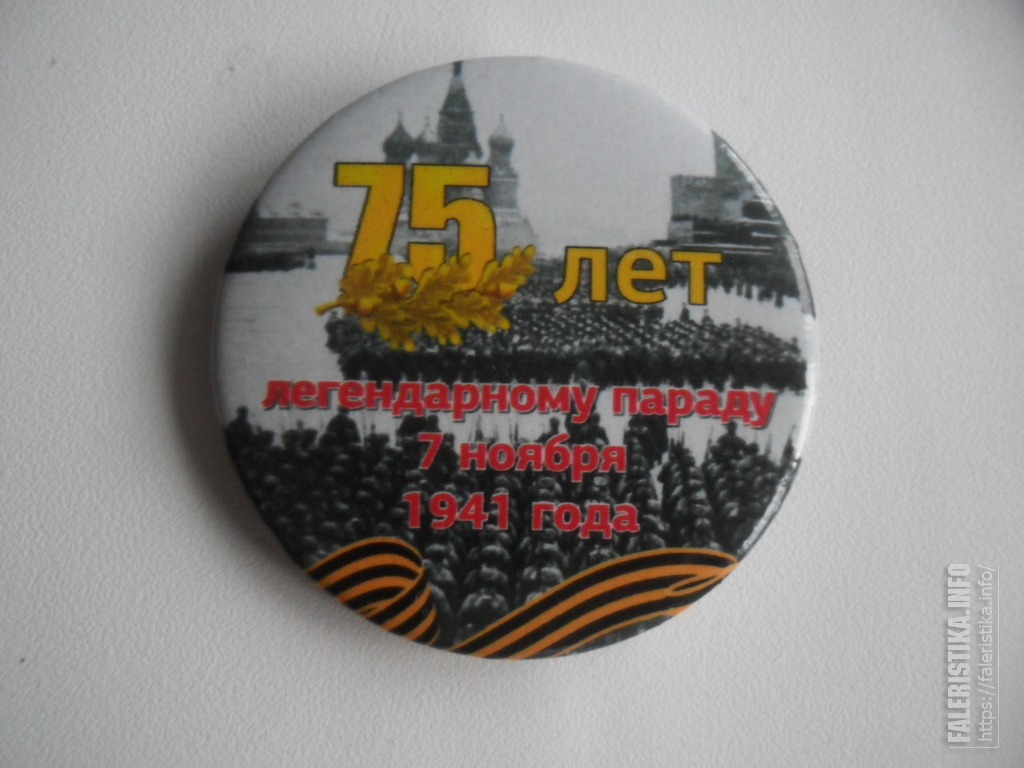 75 лет
легендарному параду
7 ноября
1941 года
FALERISTIKA.INFO
https://faleristika.info/